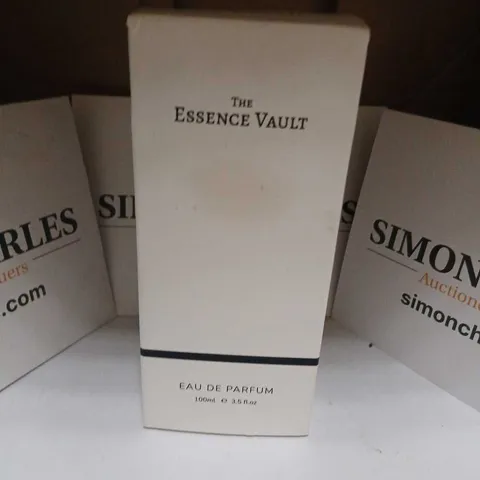 THE
ESSENCE VAULT
EAU DE PARFUM
100ml ℮ 3.5 fl.oz
RLES
uers
.com
SI
S
SIMON
Auctione
simonch